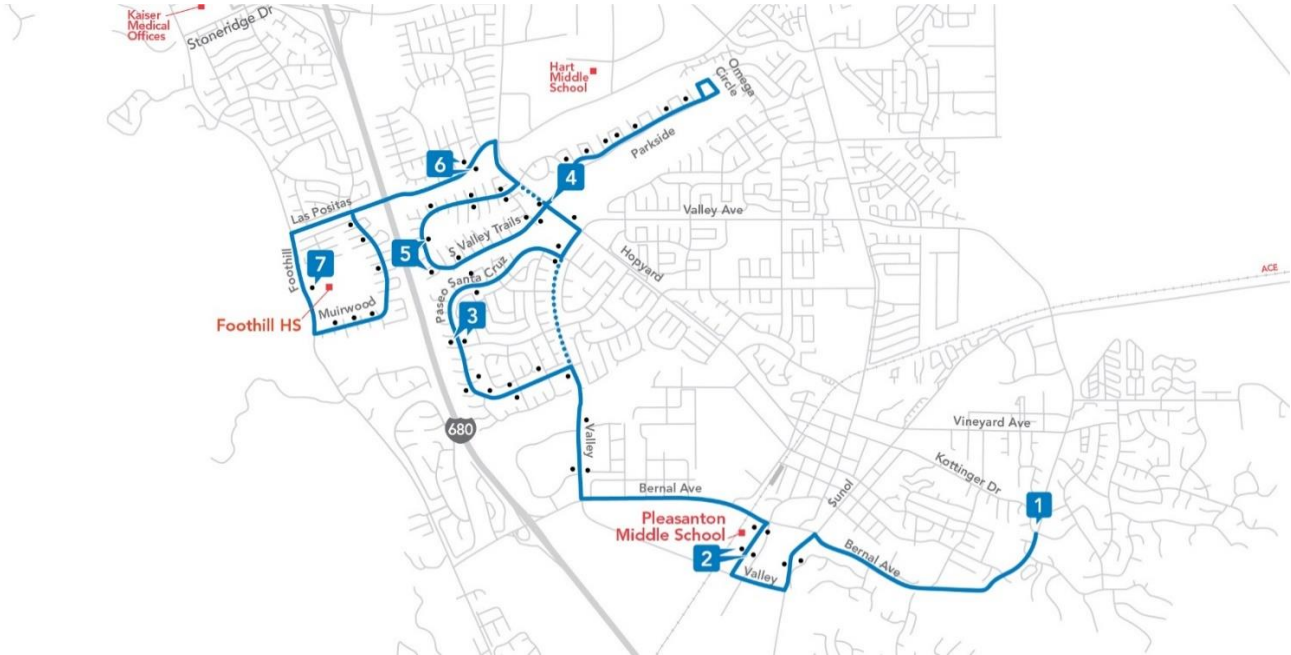 Kaiser
Medical
Offices
Stoneridge Dr
Hart
Middle
School
Omega
Circle
Parkside
6
4
Las Positas
Valley Ave
S Valley Trails
5
Hopyard
Foothill
7
ACE
Paseo
Santa Cruz
Muirwood
Foothill HS
3
680
Vineyard Ave
Valley
Kottinger Dr
Bernal Ave
Sunol
1
Pleasanton
Middle School
2
Bernal Ave
Valley